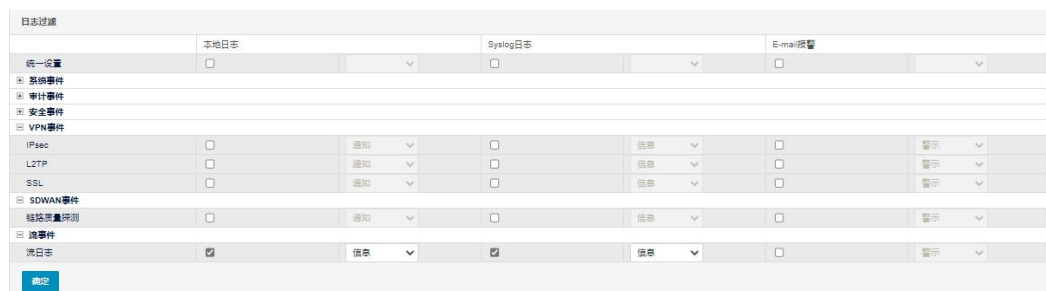 日志过滤
本地日志 Syslog日志 E-mail报警
统一设置
系统事件
审计事件
安全事件
VPN事件
IPsec 通知 信息 警示
L2TP 通知 信息 警示
SSL 通知 信息 警示
SDWAN事件
链路质量探测 通知 信息 警示
流事件
流日志 信息 信息 警示
确定